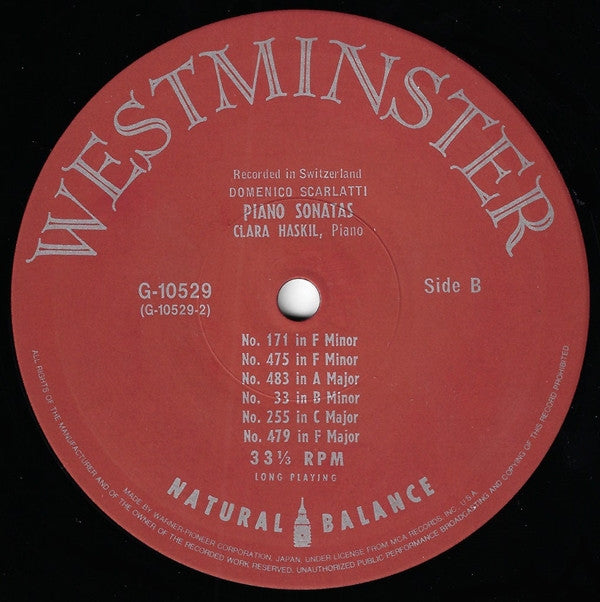 WESTMINSTER
Recorded in Switzerland
DOMENICO SCARLATTI
PIANO SONATAS
CLARA HASKIL, Piano
G-10529
(G-10529-2)
Side B
No. 171 in F Minor
No. 475 in F Minor
No. 483 in A Major
No. 33 in B Minor
No. 255 in C Major
No. 479 in F Major
33⅓ RPM
LONG PLAYING
NATURAL BALANCE
ALL RIGHTS OF THE MANUFACTURER AND OF THE OWNER OF THE RECORDED WORK RESERVED. UNAUTHORIZED PUBLIC PERFORMANCE BROADCASTING AND COPYING OF THIS RECORD PROHIBITED
MADE BY WARNER-PIONEER CORPORATION, JAPAN, UNDER LICENSE FROM MCA RECORDS, INC., U.S.A.